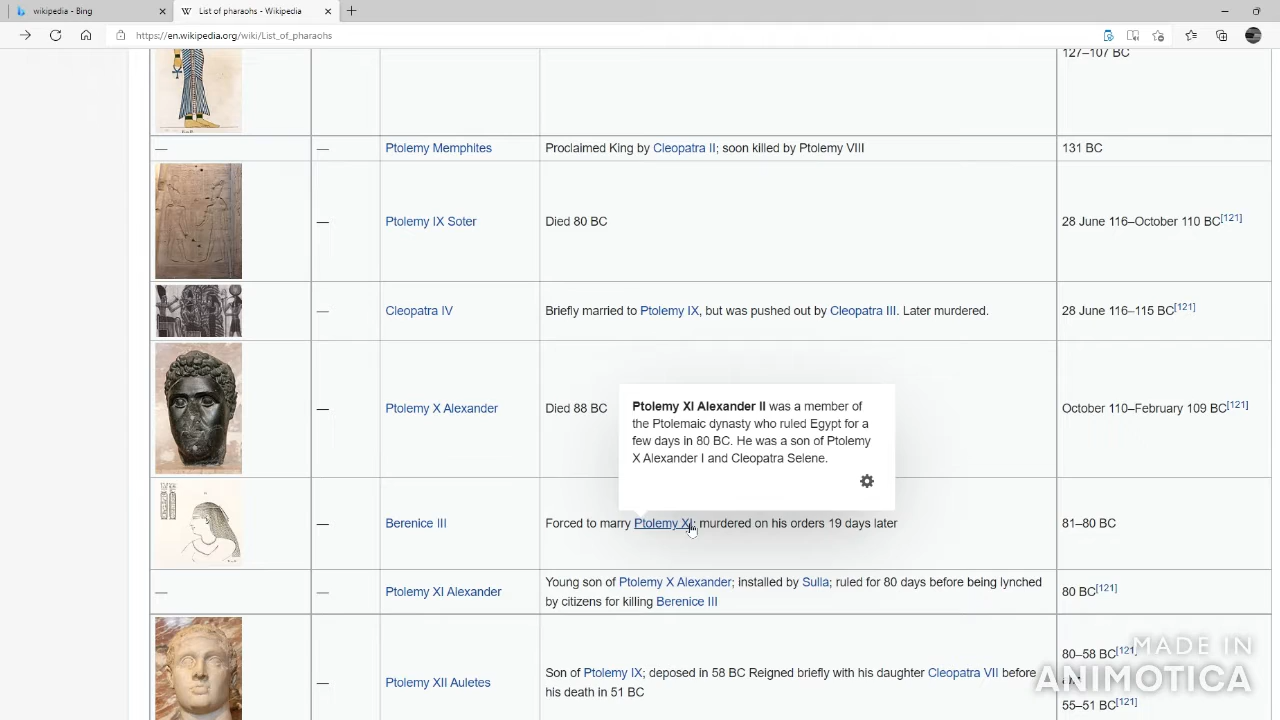 wikipedia - Bing
List of pharaohs - Wikipedia
https://en.wikipedia.org/wiki/List_of_pharaohs
127–107 BC
— — Ptolemy Memphites Proclaimed King by Cleopatra II; soon killed by Ptolemy VIII 131 BC
— Ptolemy IX Soter Died 80 BC 28 June 116–October 110 BC[121]
— Cleopatra IV Briefly married to Ptolemy IX, but was pushed out by Cleopatra III. Later murdered. 28 June 116–115 BC[121]
— Ptolemy X Alexander Died 88 BC October 110–February 109 BC[121]
Ptolemy XI Alexander II was a member of
the Ptolemaic dynasty who ruled Egypt for a
few days in 80 BC. He was a son of Ptolemy
X Alexander I and Cleopatra Selene.
— Berenice III Forced to marry Ptolemy XI; murdered on his orders 19 days later 81–80 BC
— — Ptolemy XI Alexander Young son of Ptolemy X Alexander; installed by Sulla; ruled for 80 days before being lynched
by citizens for killing Berenice III 80 BC[121]
— Ptolemy XII Auletes Son of Ptolemy IX; deposed in 58 BC Reigned briefly with his daughter Cleopatra VII before
his death in 51 BC
80–58 BC[121]
55–51 BC[121]
MADE IN
ANIMOTICA